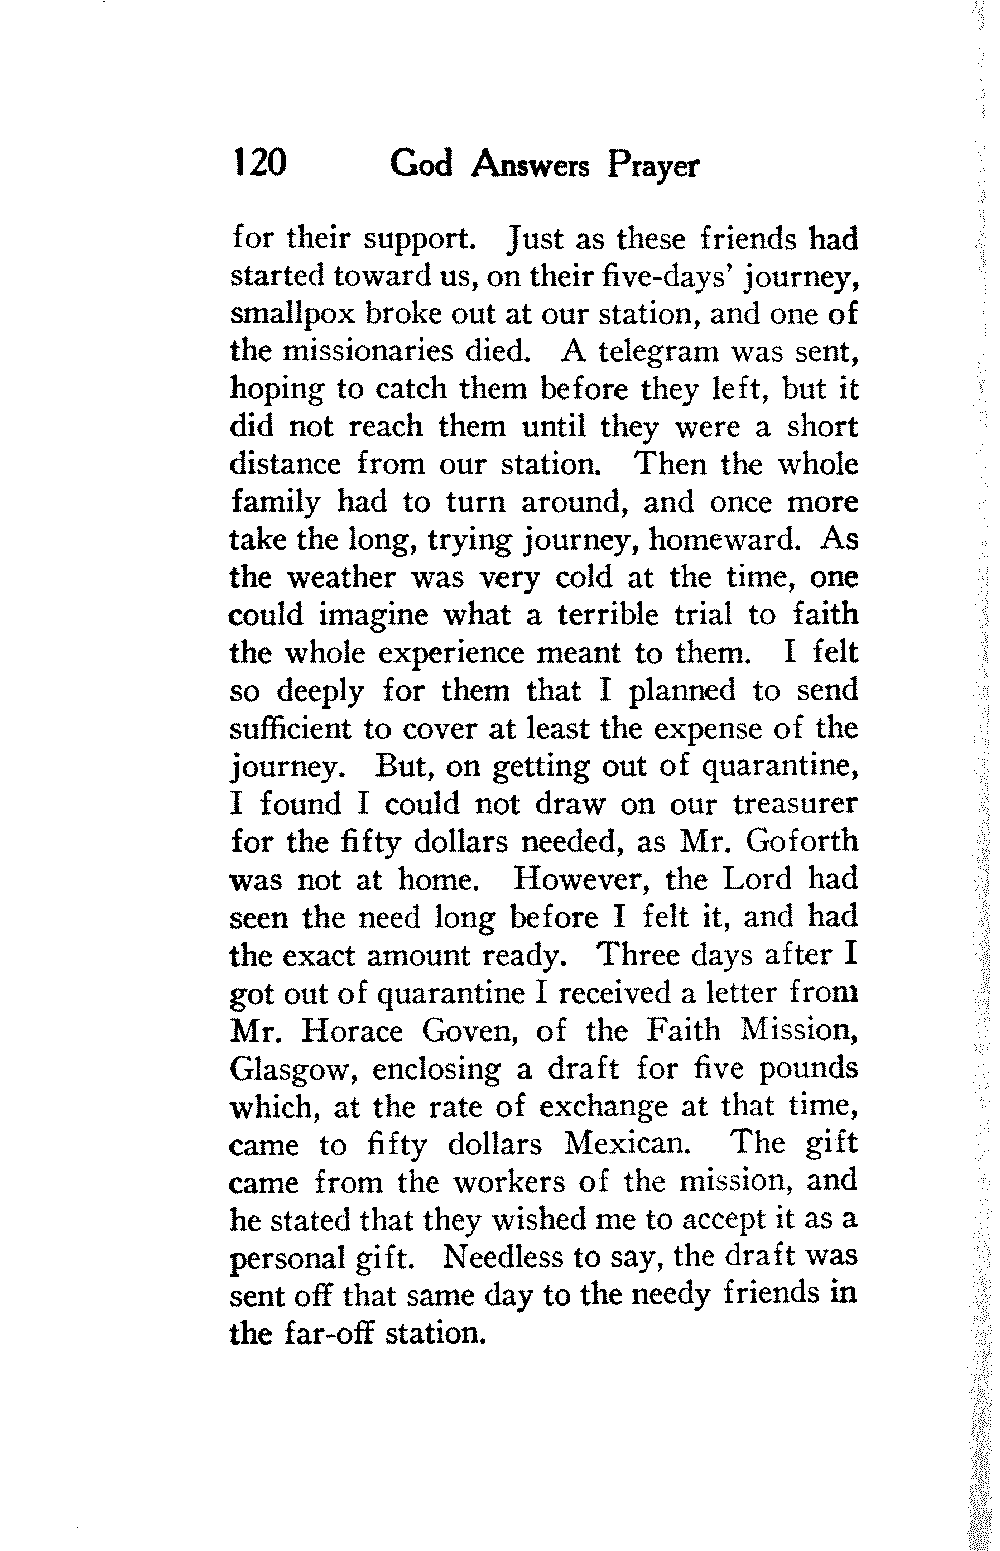 120 God Answers Prayer
for their support. Just as these friends had
started toward us, on their five-days' journey,
smallpox broke out at our station, and one of
the missionaries died. A telegram was sent,
hoping to catch them before they left, but it
did not reach them until they were a short
distance from our station. Then the whole
family had to turn around, and once more
take the long, trying journey, homeward. As
the weather was very cold at the time, one
could imagine what a terrible trial to faith
the whole experience meant to them. I felt
so deeply for them that I planned to send
sufficient to cover at least the expense of the
journey. But, on getting out of quarantine,
I found I could not draw on our treasurer
for the fifty dollars needed, as Mr. Goforth
was not at home. However, the Lord had
seen the need long before I felt it, and had
the exact amount ready. Three days after I
got out of quarantine I received a letter from
Mr. Horace Goven, of the Faith Mission,
Glasgow, enclosing a draft for five pounds
which, at the rate of exchange at that time,
came to fifty dollars Mexican. The gift
came from the workers of the mission, and
he stated that they wished me to accept it as a
personal gift. Needless to say, the draft was
sent off that same day to the needy friends in
the far-off station.